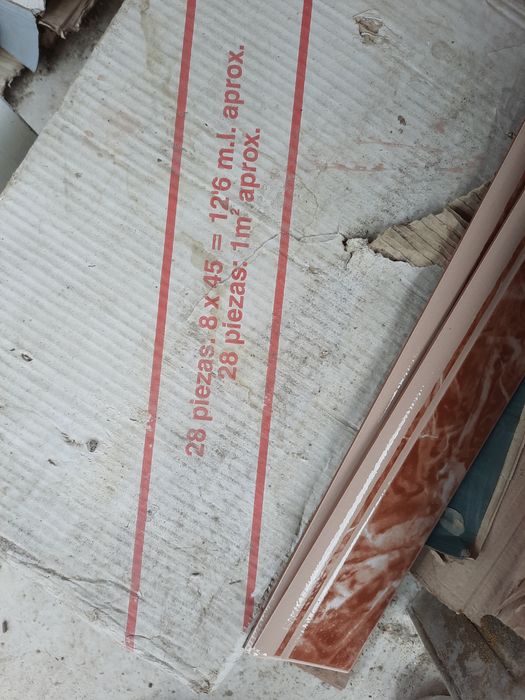 28 piezas: 8 x 45 = 12'6 m.l. aprox.
28 piezas: 1m² aprox.